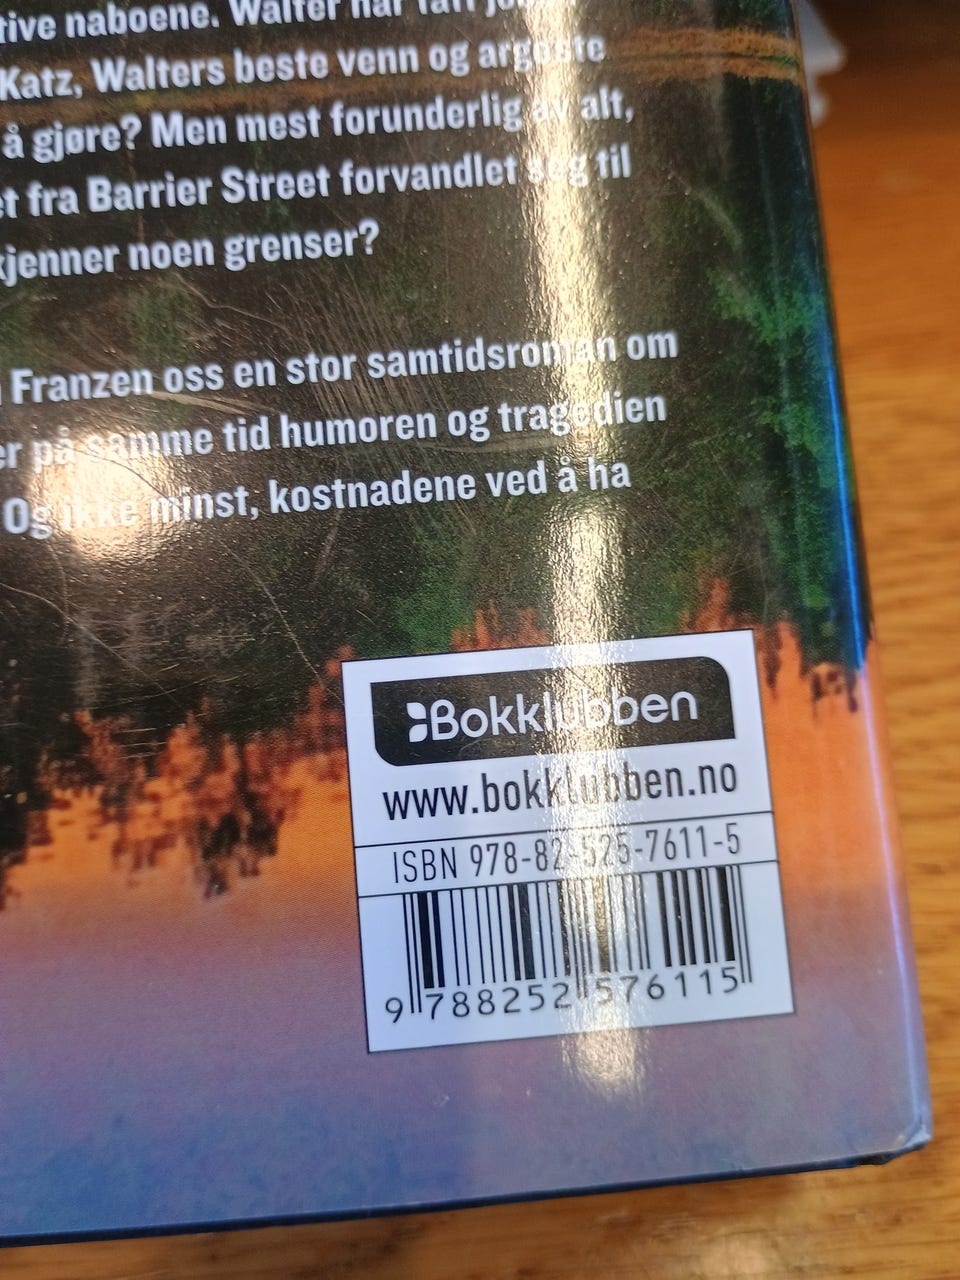 naboene. Walter har tatt
Katz, Walters beste venn og argeste
å gjøre? Men mest forunderlig av alt,
fra Barrier Street forvandlet seg til
kjenner noen grenser?
Franzen oss en stor samtidsroman om
på samme tid humoren og tragedien
Og ikke minst, kostnadene ved å ha
Bokklubben
www.bokklubben.no
ISBN 978-82-525-7611-5
9 788252 576115